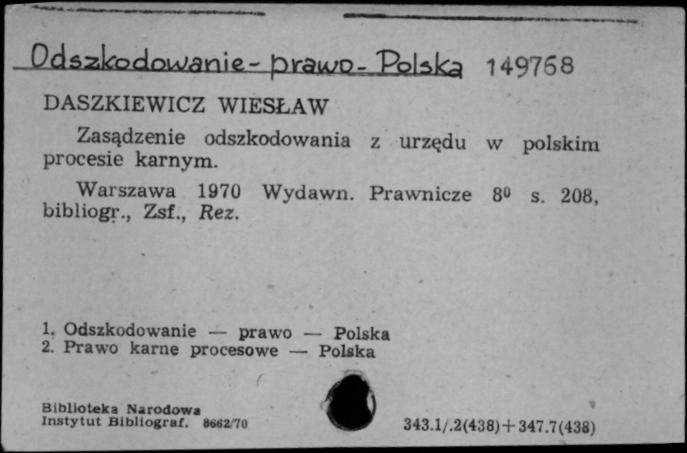 Odszkodowanie - prawo - Polska 149768
DASZKIEWICZ WIESŁAW
Zasądzenie odszkodowania z urzędu w polskim
procesie karnym.
Warszawa 1970 Wydawn. Prawnicze 8⁰ s. 208,
bibliogr., Zsf., Rez.
1. Odszkodowanie — prawo — Polska
2. Prawo karne procesowe — Polska
Biblioteka Narodowa
Instytut Bibliograf. 8662/70
343.1/.2(438)+347.7(438)